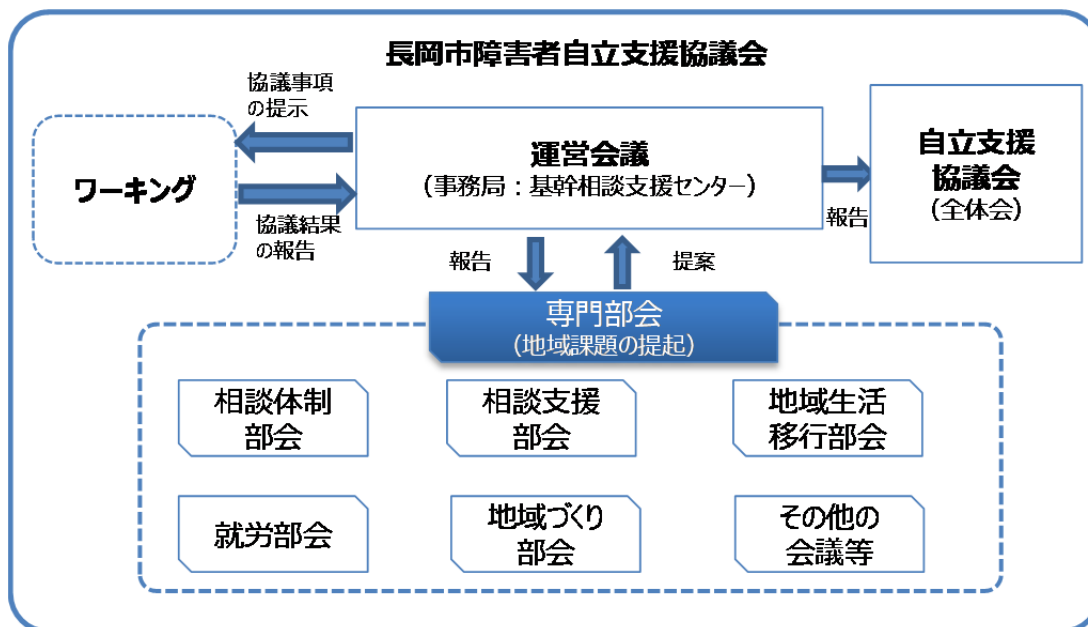 長岡市障害者自立支援協議会
協議事項
の提示
ワーキング
協議結果
の報告
運営会議
（事務局：基幹相談支援センター）
報告
自立支援
協議会
（全体会）
報告
提案
専門部会
（地域課題の提起）
相談体制
部会
相談支援
部会
地域生活
移行部会
就労部会
地域づくり
部会
その他の
会議等